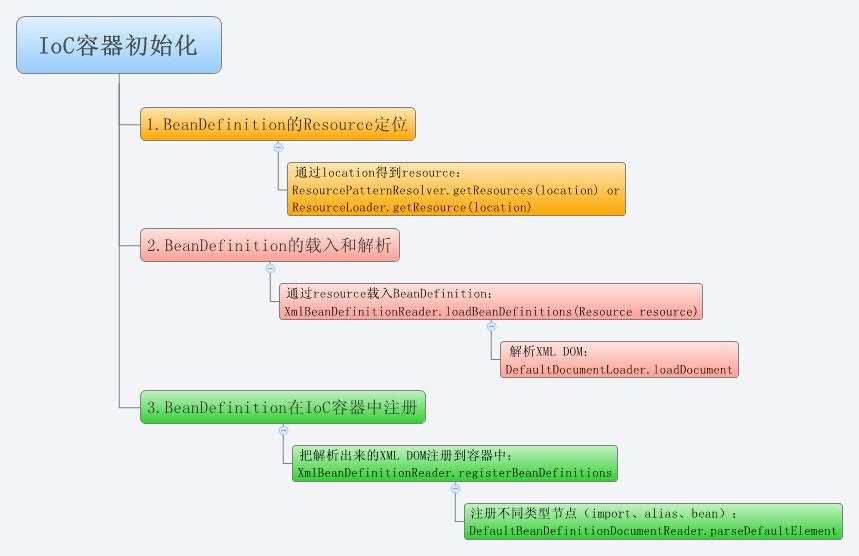 IoC容器初始化
1.BeanDefinition的Resource定位
通过location得到resource：
ResourcePatternResolver.getResources(location) or
ResourceLoader.getResource(location)
2.BeanDefinition的载入和解析
通过resource载入BeanDefinition：
XmlBeanDefinitionReader.loadBeanDefinitions(Resource resource)
解析XML DOM：
DefaultDocumentLoader.loadDocument
3.BeanDefinition在IoC容器中注册
把解析出来的XML DOM注册到容器中：
XmlBeanDefinitionReader.registerBeanDefinitions
注册不同类型节点（import、alias、bean）：
DefaultBeanDefinitionDocumentReader.parseDefaultElement